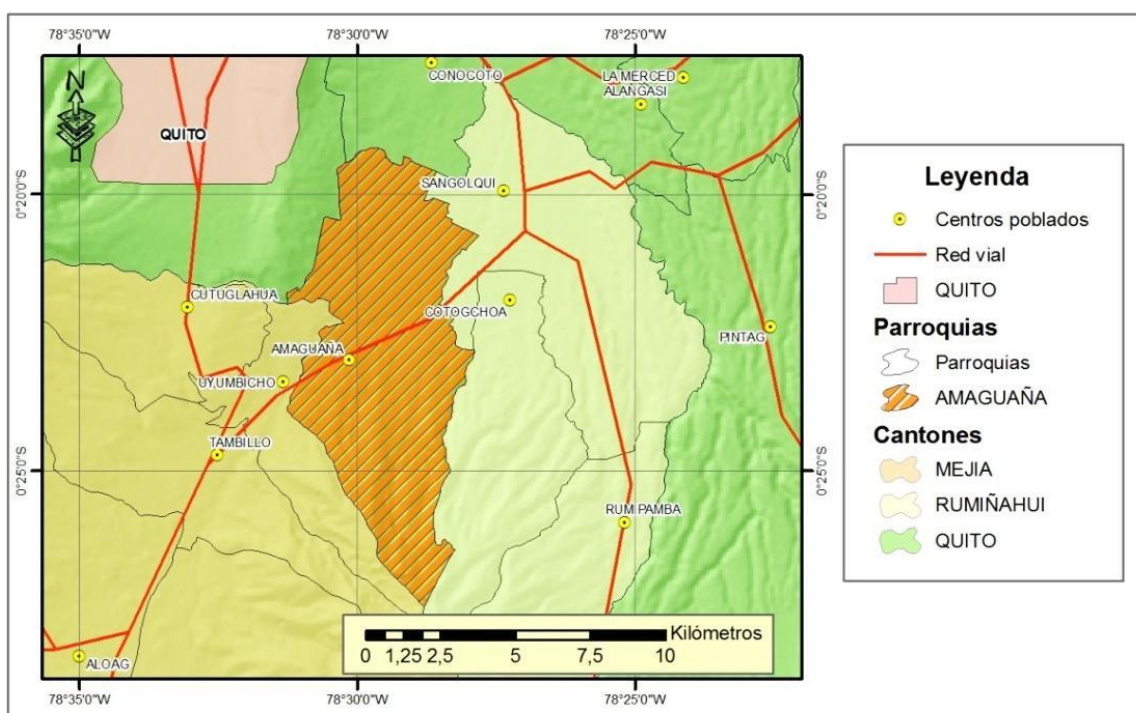 78°35'0"W 78°30'0"W 78°25'0"W
N
CONOCOTO
LA MERCED
ALANGASI
QUITO
SANGOLQUI
0°20'0"S
0°20'0"S
CUTUGLAHUA
COTOGCHOA
AMAGUAÑA
PINTAG
UYUMBICHO
TAMBILLO
0°25'0"S
0°25'0"S
RUMIPAMBA
ALOAG
Kilómetros
0 1,25 2,5 5 7,5 10
78°35'0"W 78°30'0"W 78°25'0"W
Leyenda
Centros poblados
Red vial
QUITO
Parroquias
Parroquias
AMAGUAÑA
Cantones
MEJIA
RUMIÑAHUI
QUITO